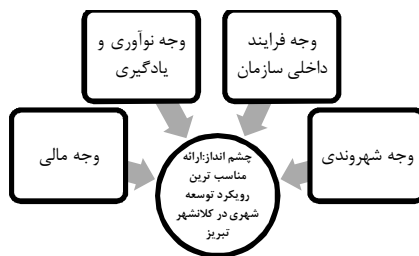 وجه فرایند
داخلی سازمان
وجه نوآوری و
یادگیری
وجه شهروندی
وجه مالی
چشم انداز:ارائه
مناسب ترین
رویکرد توسعه
شهری در کلانشهر
تبریز